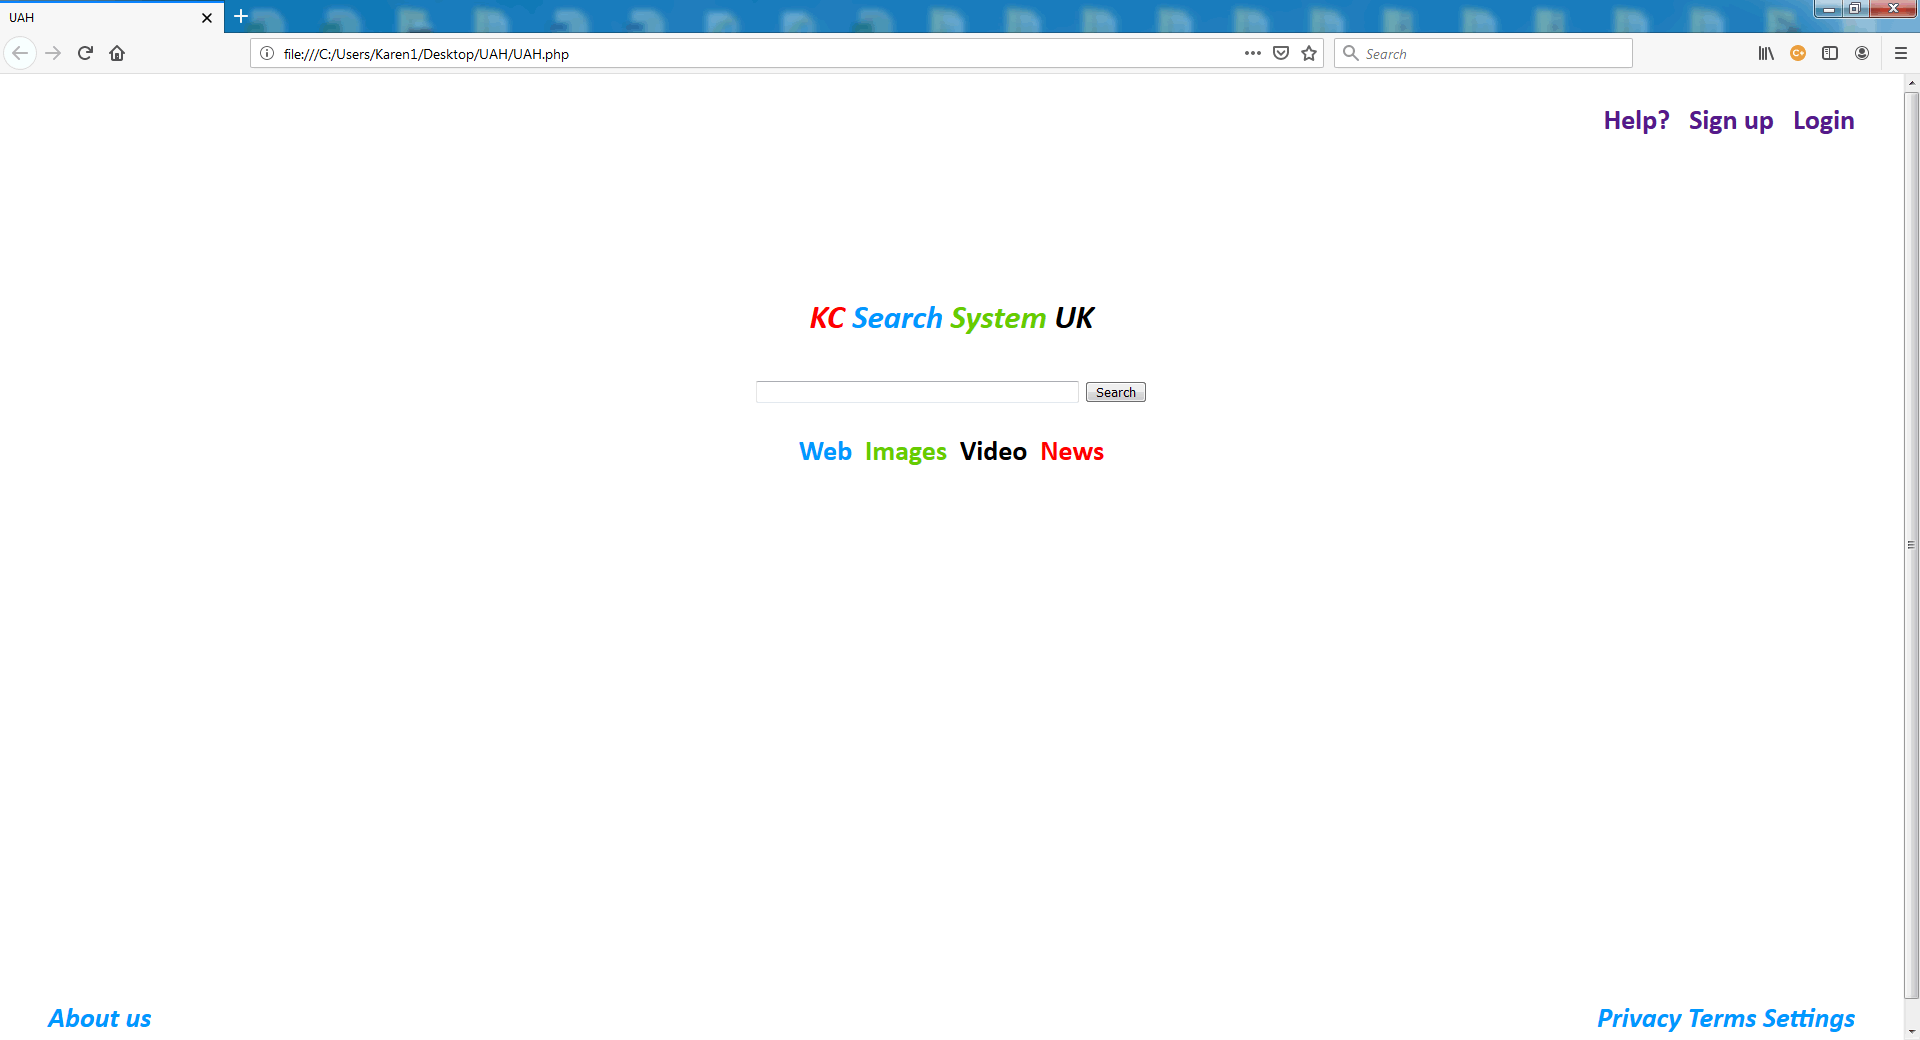 UAH
file:///C:/Users/Karen1/Desktop/UAH/UAH.php
Search
Help? Sign up Login
KC Search System UK
Search
Web Images Video News
About us
Privacy Terms Settings